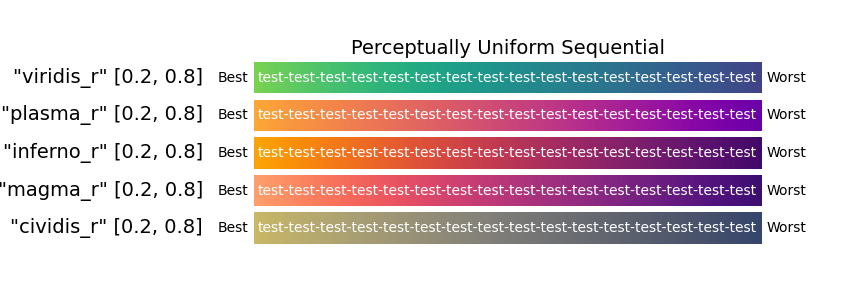 Perceptually Uniform Sequential
"viridis_r" [0.2, 0.8] Best test-test-test-test-test-test-test-test-test-test-test-test-test-test-test-test Worst
"plasma_r" [0.2, 0.8] Best test-test-test-test-test-test-test-test-test-test-test-test-test-test-test-test Worst
"inferno_r" [0.2, 0.8] Best test-test-test-test-test-test-test-test-test-test-test-test-test-test-test-test Worst
"magma_r" [0.2, 0.8] Best test-test-test-test-test-test-test-test-test-test-test-test-test-test-test-test Worst
"cividis_r" [0.2, 0.8] Best test-test-test-test-test-test-test-test-test-test-test-test-test-test-test-test Worst